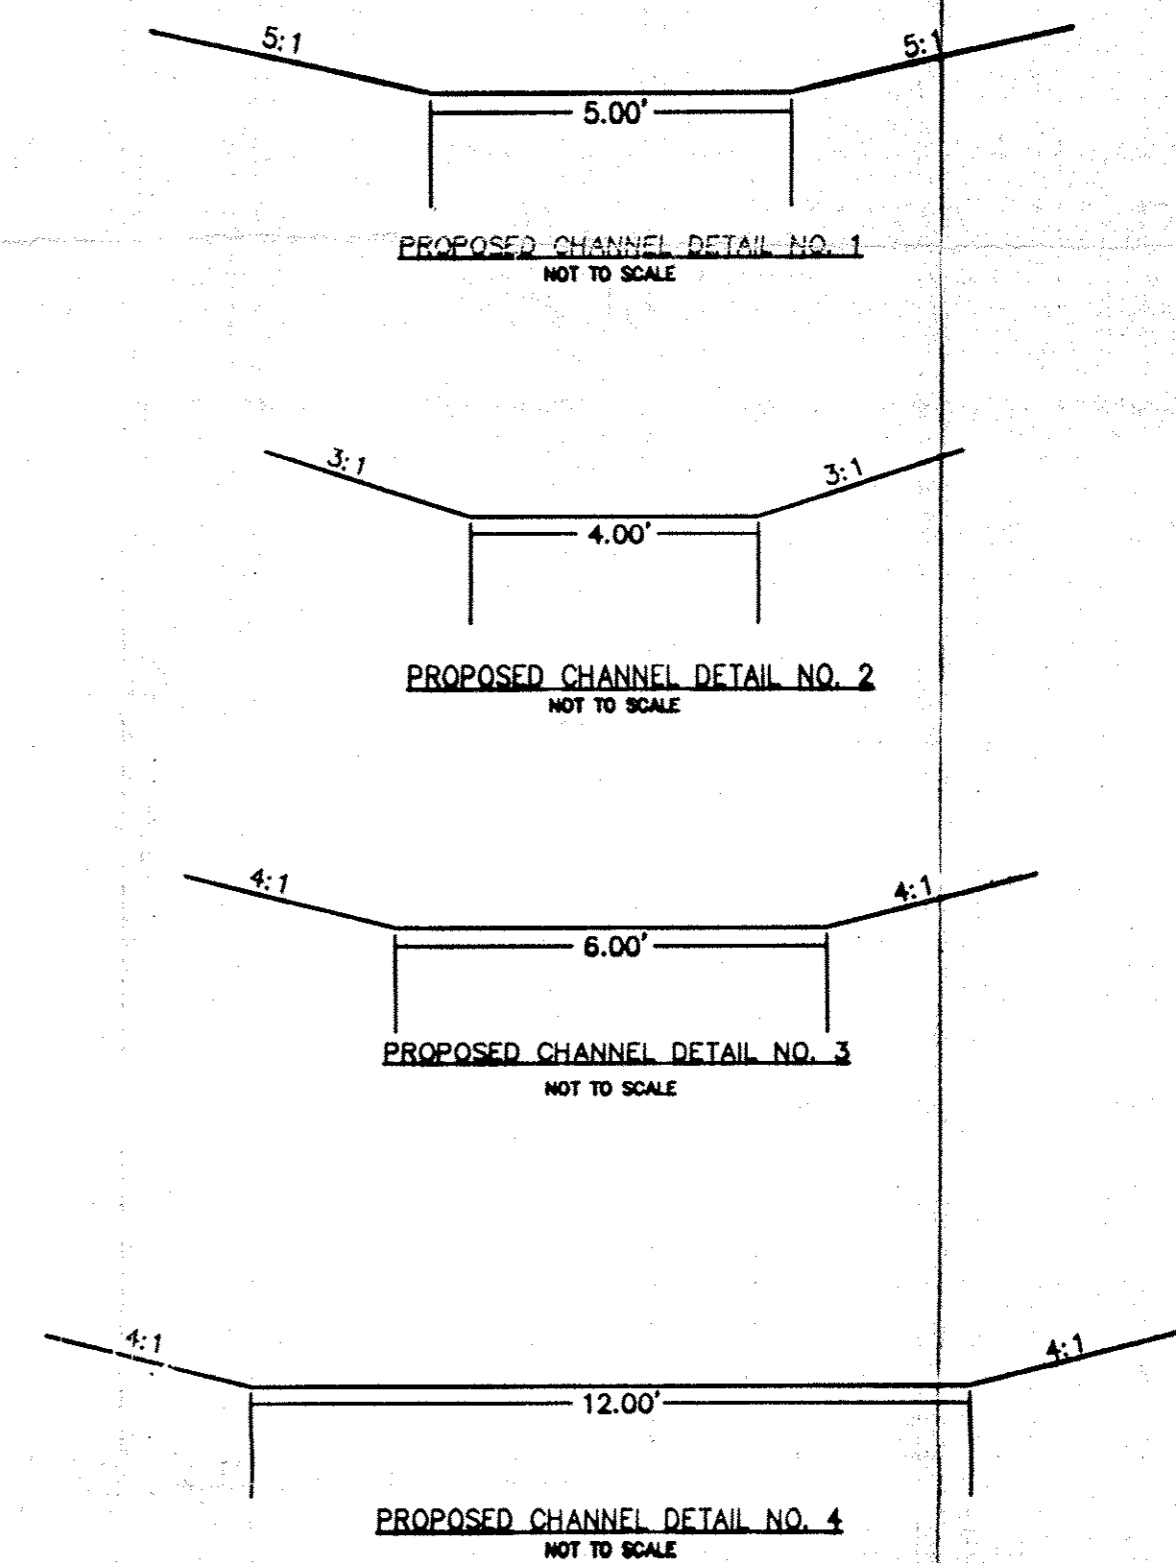 5:1 5:1
5.00'
PROPOSED CHANNEL DETAIL NO. 1
NOT TO SCALE
3:1 3:1
4.00'
PROPOSED CHANNEL DETAIL NO. 2
NOT TO SCALE
4:1 4:1
6.00'
PROPOSED CHANNEL DETAIL NO. 3
NOT TO SCALE
4:1 4:1
12.00'
PROPOSED CHANNEL DETAIL NO. 4
NOT TO SCALE